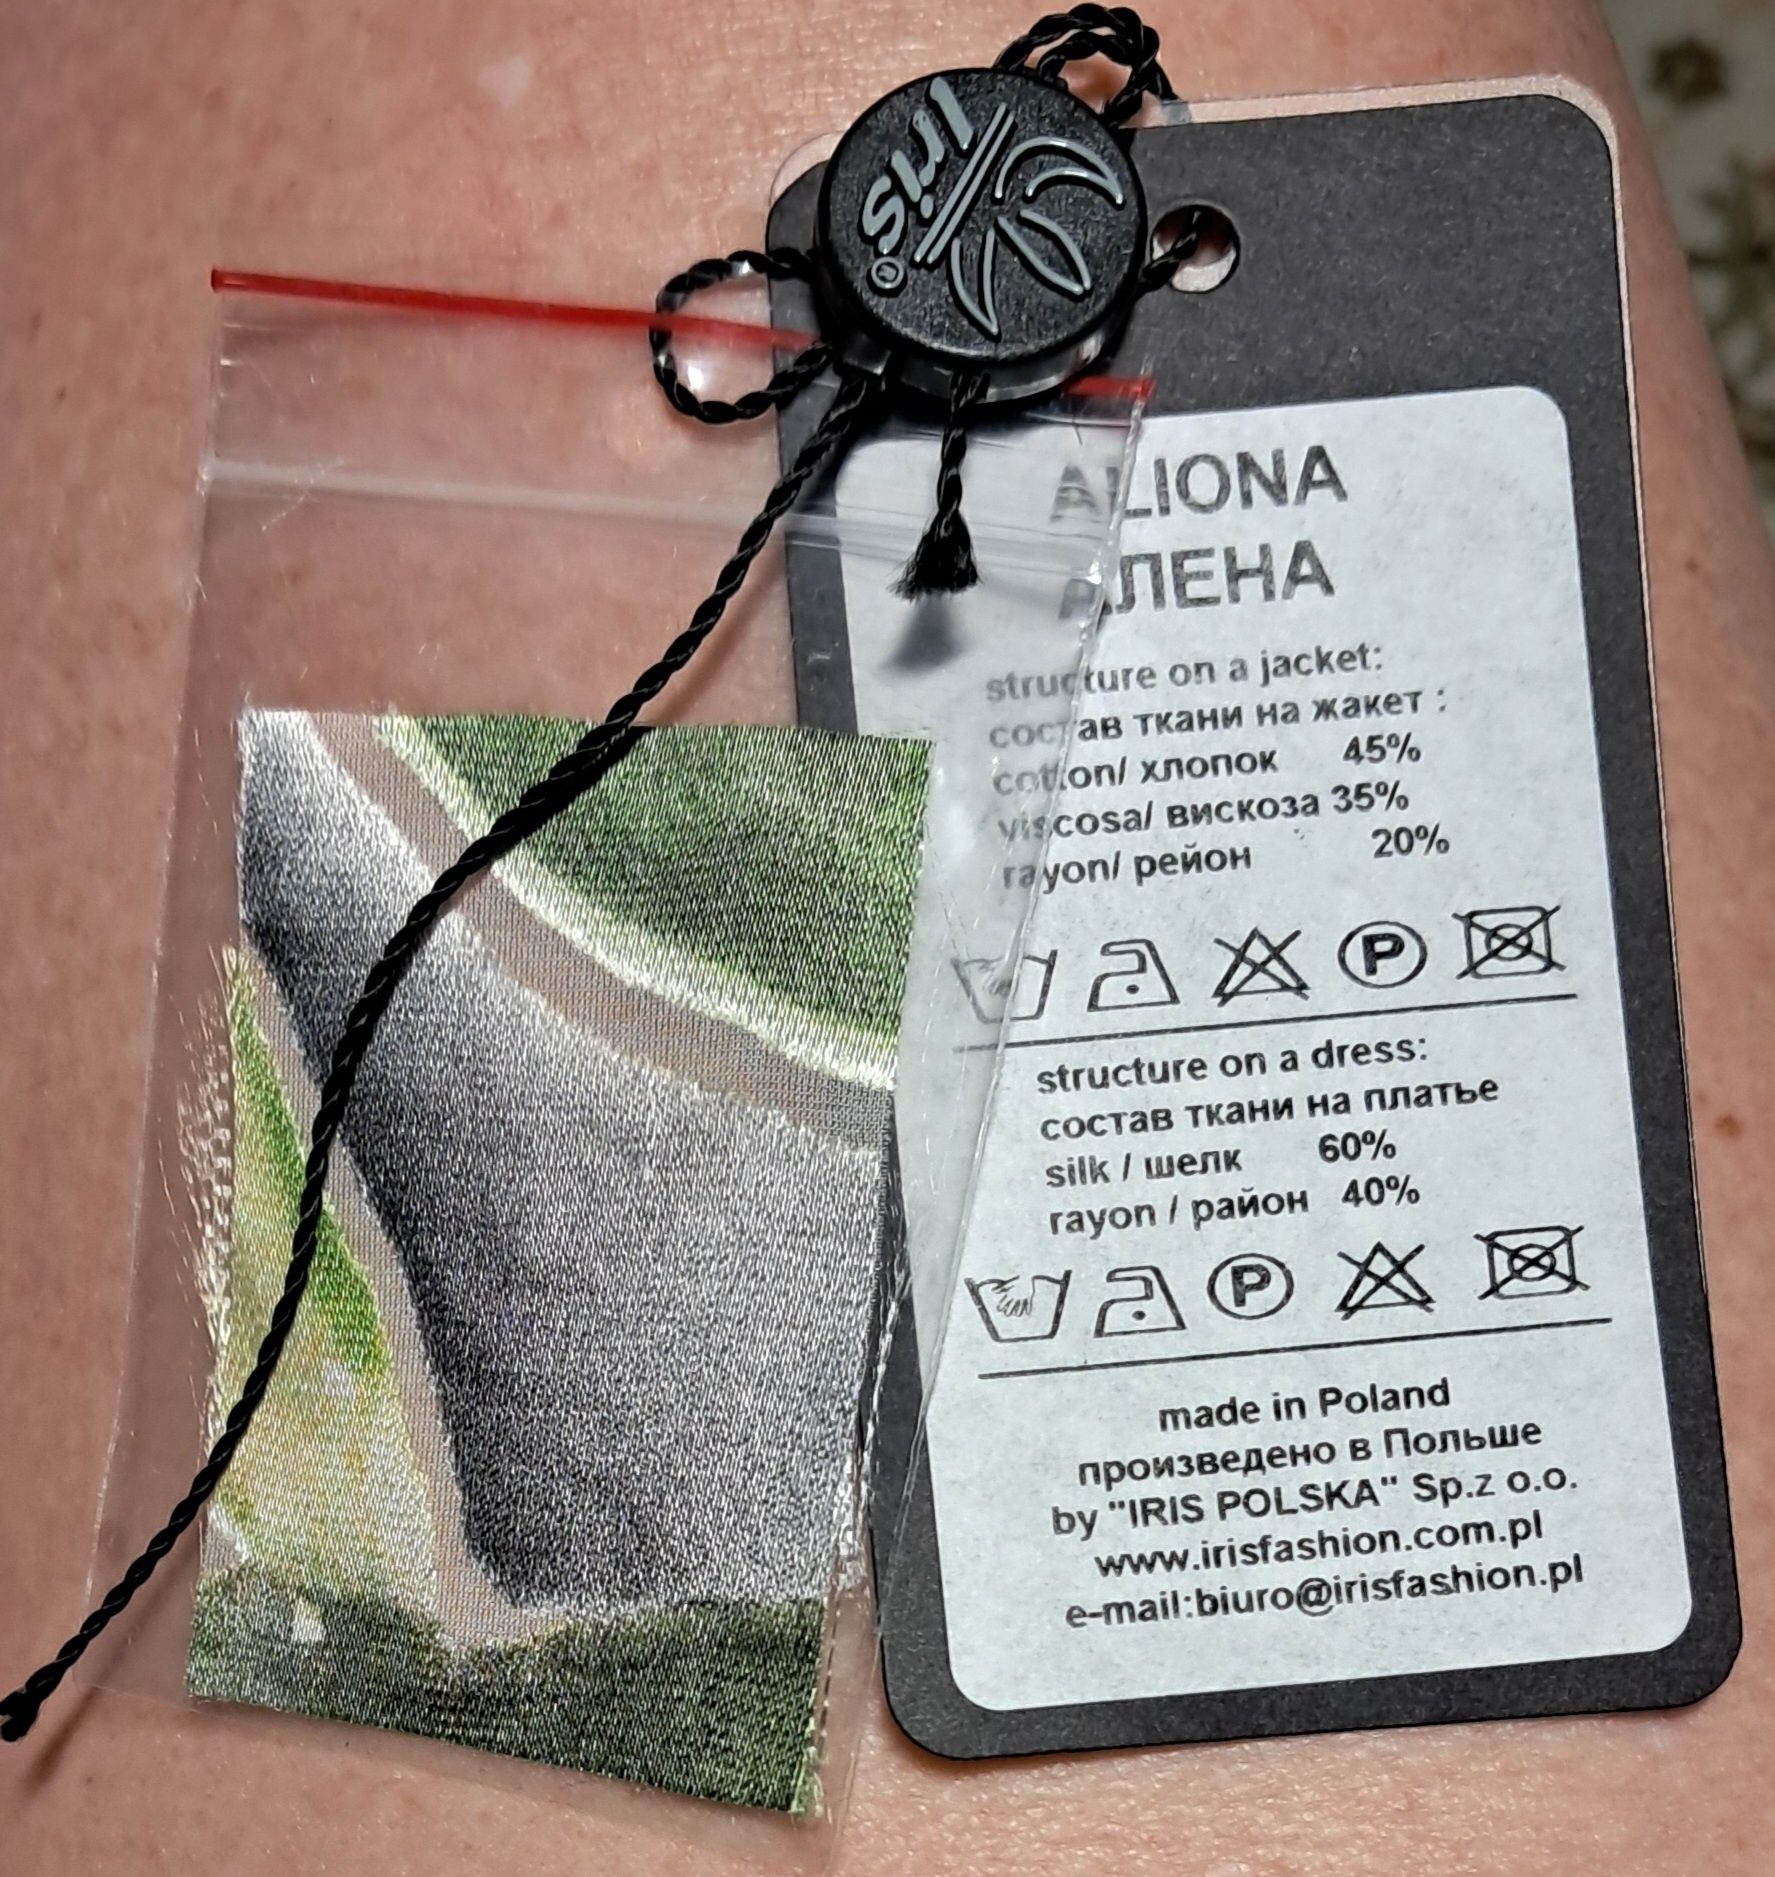 Iris®
ALIONA
АЛЕНА
structure on a jacket:
состав ткани на жакет :
cotton/ хлопок 45%
viscosa/ вискоза 35%
rayon/ рейон 20%
P
structure on a dress:
состав ткани на платье
silk / шелк 60%
rayon / район 40%
P
made in Poland
произведено в Польше
by "IRIS POLSKA" Sp.z o.o.
www.irisfashion.com.pl
e-mail:biuro@irisfashion.pl